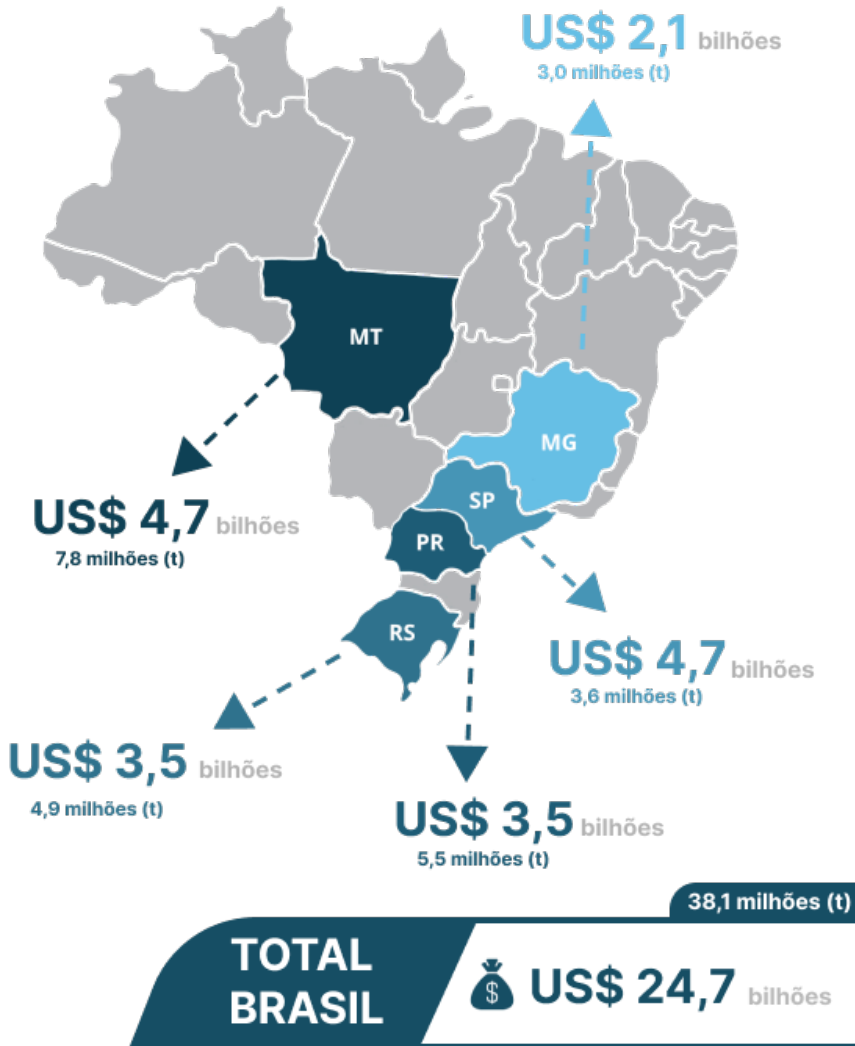 US$ 2,1 bilhões
3,0 milhões (t)
MT
MG
SP
PR
RS
US$ 4,7 bilhões
7,8 milhões (t)
US$ 4,7 bilhões
3,6 milhões (t)
US$ 3,5 bilhões
4,9 milhões (t)
US$ 3,5 bilhões
5,5 milhões (t)
38,1 milhões (t)
TOTAL
BRASIL
$
US$ 24,7 bilhões